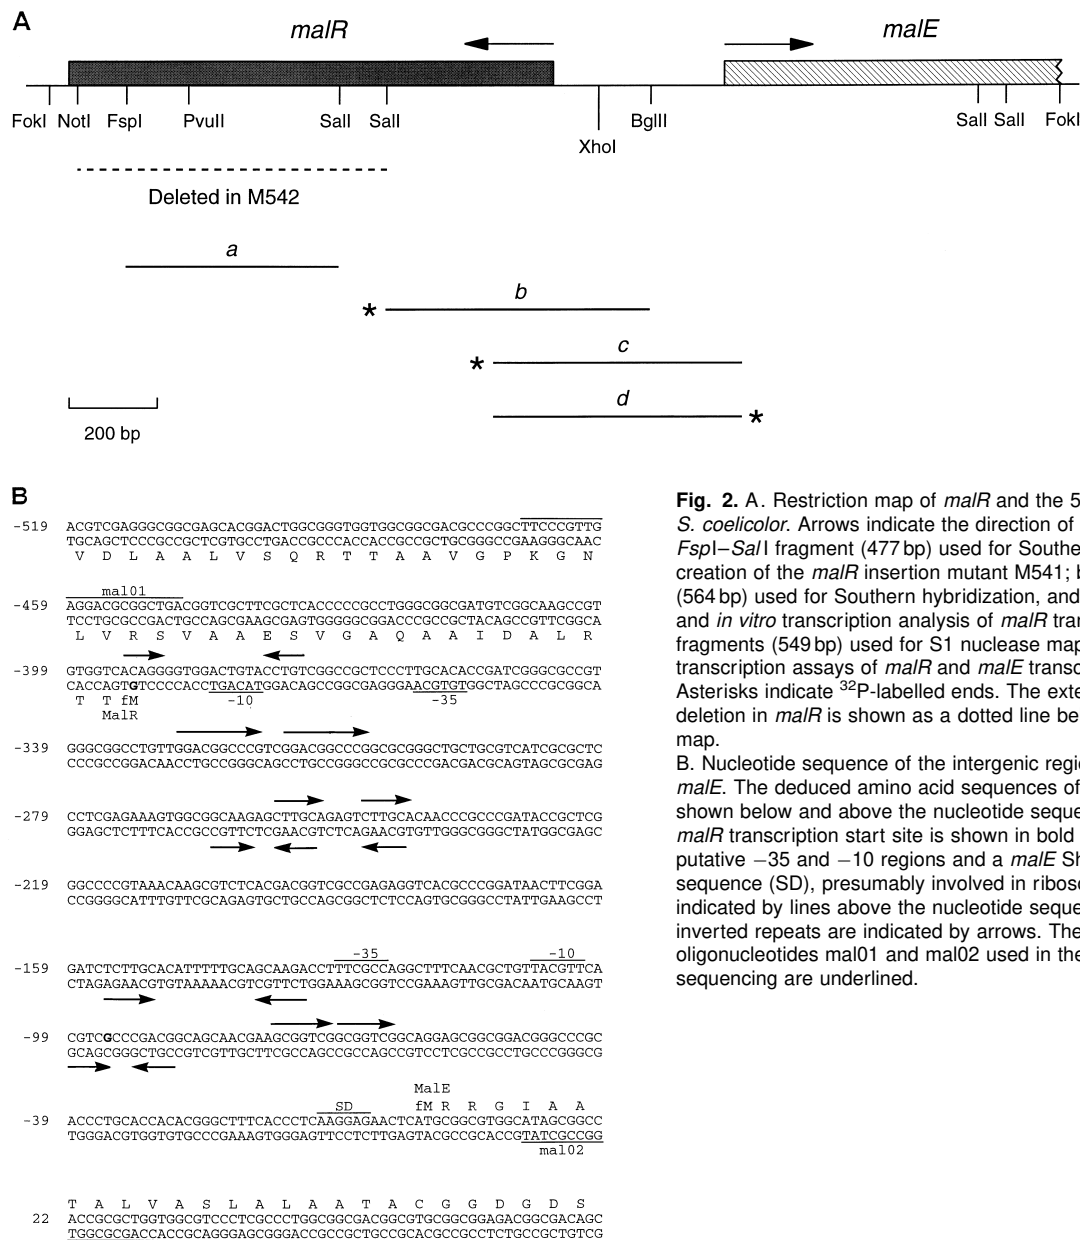 A
malR malE
FokI NotI FspI PvuII SalI SalI XhoI BglII SalI SalI FokI
Deleted in M542
a
* b
* c
d *
200 bp
B
-519 ACGTCGAGGGCGGCGAGCACGGACTGGCGGGTGGTGGCGGCGACGCCCGGCTTCCCGTTG
TGCAGCTCCCGCCGCTCGTGCCTGACCGCCCACCACCGCCGCTGCGGGCCGAAGGGCAAC
V D L A A L V S Q R T T A A V G P K G N
mal01
-459 AGGACGCGGCTGACGGTCGCTTCGCTCACCCCCGCCTGGGCGGCGATGTCGGCAAGCCGT
TCCTGCGCCGACTGCCAGCGAAGCGAGTGGGGGCGGACCCGCCGCTACAGCCGTTCGGCA
L V R S V A A E S V G A Q A A I D A L R
-399 GTGGTCACAGGGGTGGACTGTACCTGTCGGCCGCTCCCTTGCACACCGATCGGGCGCCGT
CACCAGTGTCCCCACCTGACATGGACAGCCGGCGAGGGAACGTGTGGCTAGCCCGCGGCA
T T fM -10 -35
MalR
-339 GGGCGGCCTGTTGGACGGCCCGTCGGACGGCCCGGCGCGGGCTGCTGCGTCATCGCGCTC
CCCGCCGGACAACCTGCCGGGCAGCCTGCCGGGCCGCGCCCGACGACGCAGTAGCGCGAG
-279 CCTCGAGAAAGTGGCGGCAAGAGCTTGCAGAGTCTTGCACAACCCGCCCGATACCGCTCG
GGAGCTCTTTCACCGCCGTTCTCGAACGTCTCAGAACGTGTTGGGCGGGCTATGGCGAGC
-219 GGCCCCGTAAACAAGCGTCTCACGACGGTCGCCGAGAGGTCACGCCCGGATAACTTCGGA
CCGGGGCATTTGTTCGCAGAGTGCTGCCAGCGGCTCTCCAGTGCGGGCCTATTGAAGCCT
-35 -10
-159 GATCTCTTGCACATTTTTGCAGCAAGACCTTTCGCCAGGCTTTCAACGCTGTTACGTTCA
CTAGAGAACGTGTAAAAACGTCGTTCTGGAAAGCGGTCCGAAAGTTGCGACAATGCAAGT
-99 CGTCGCCCGACGGCAGCAACGAAGCGGTCGGCGGTCGGCAGGAGCGGCGGACGGGCCCGC
GCAGCGGGCTGCCGTCGTTGCTTCGCCAGCCGCCAGCCGTCCTCGCCGCCTGCCCGGGCG
MalE
SD fM R R G I A A
-39 ACCCTGCACCACACGGGCTTTCACCCTCAAGGAGAACTCATGCGGCGTGGCATAGCGGCC
TGGGACGTGGTGTGCCCGAAAGTGGGAGTTCCTCTTGAGTACGCCGCACCGTATCGCCGG
mal02
T A L V A S L A L A A T A C G G D G D S
22 ACCGCGCTGGTGGCGTCCCTCGCCCTGGCGGCGACGGCGTGCGGCGGAGACGGCGACAGC
TGGCGCGACCACCGCAGGGAGCGGGACCGCCGCTGCCGCACGCCGCCTCTGCCGCTGTCG
Fig. 2. A. Restriction map of malR and the 5
S. coelicolor. Arrows indicate the direction of
FspI–SalI fragment (477 bp) used for Southe
creation of the malR insertion mutant M541; b
(564 bp) used for Southern hybridization, and
and in vitro transcription analysis of malR tran
fragments (549 bp) used for S1 nuclease map
transcription assays of malR and malE transc
Asterisks indicate 32P-labelled ends. The exte
deletion in malR is shown as a dotted line be
map.
B. Nucleotide sequence of the intergenic regi
malE. The deduced amino acid sequences of
shown below and above the nucleotide seque
malR transcription start site is shown in bold
putative −35 and −10 regions and a malE Sh
sequence (SD), presumably involved in ribos
indicated by lines above the nucleotide seque
inverted repeats are indicated by arrows. The
oligonucleotides mal01 and mal02 used in the
sequencing are underlined.